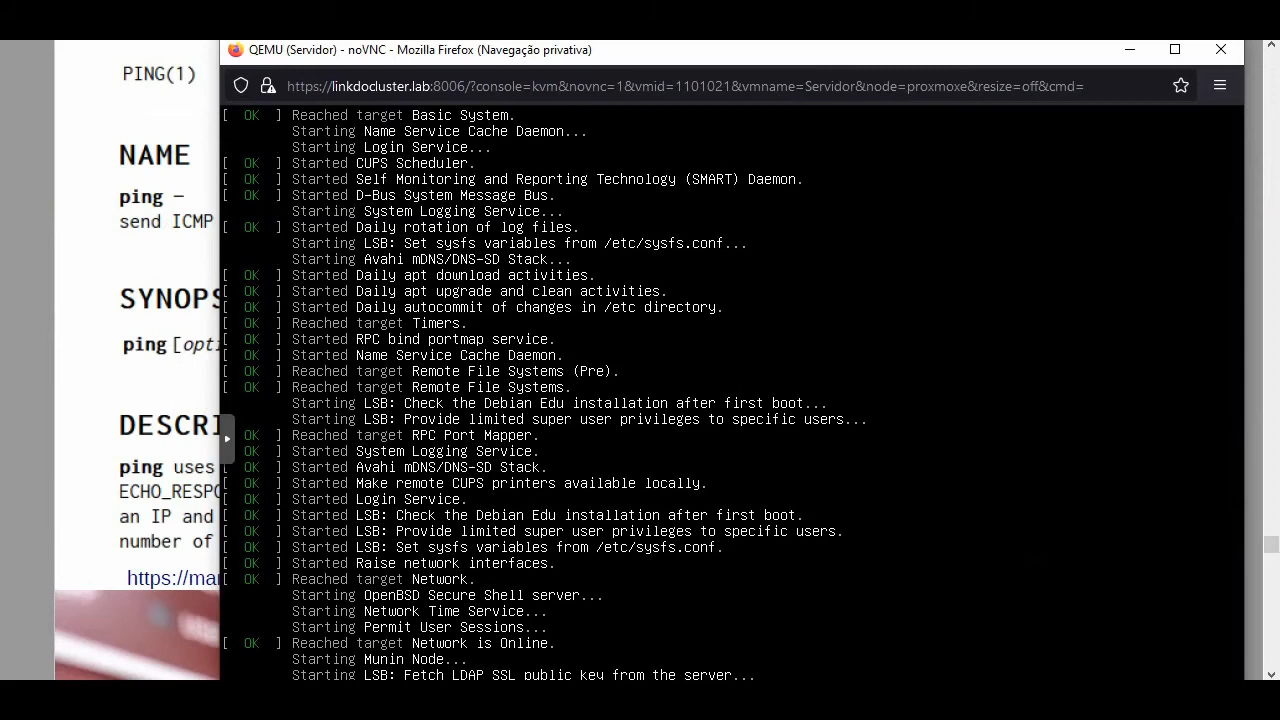 QEMU (Servidor) - noVNC - Mozilla Firefox (Navegação privativa)
https://linkdocluster.lab:8006/?console=kvm&novnc=1&vmid=1101021&vmname=Servidor&node=proxmoxe&resize=off&cmd=
PING(1)
NAME
ping —
send ICMP
SYNOPS
ping [opti
DESCRI
ping uses
ECHO_RESPO
an IP and
number of
https://man
[ OK ] Reached target Basic System.
Starting Name Service Cache Daemon...
Starting Login Service...
[ OK ] Started CUPS Scheduler.
[ OK ] Started Self Monitoring and Reporting Technology (SMART) Daemon.
[ OK ] Started D-Bus System Message Bus.
Starting System Logging Service...
[ OK ] Started Daily rotation of log files.
Starting LSB: Set sysfs variables from /etc/sysfs.conf...
Starting Avahi mDNS/DNS-SD Stack...
[ OK ] Started Daily apt download activities.
[ OK ] Started Daily apt upgrade and clean activities.
[ OK ] Started Daily autocommit of changes in /etc directory.
[ OK ] Reached target Timers.
[ OK ] Started RPC bind portmap service.
[ OK ] Started Name Service Cache Daemon.
[ OK ] Reached target Remote File Systems (Pre).
[ OK ] Reached target Remote File Systems.
Starting LSB: Check the Debian Edu installation after first boot...
Starting LSB: Provide limited super user privileges to specific users...
[ OK ] Reached target RPC Port Mapper.
[ OK ] Started System Logging Service.
[ OK ] Started Avahi mDNS/DNS-SD Stack.
[ OK ] Started Make remote CUPS printers available locally.
[ OK ] Started Login Service.
[ OK ] Started LSB: Check the Debian Edu installation after first boot.
[ OK ] Started LSB: Provide limited super user privileges to specific users.
[ OK ] Started LSB: Set sysfs variables from /etc/sysfs.conf.
[ OK ] Started Raise network interfaces.
[ OK ] Reached target Network.
Starting OpenBSD Secure Shell server...
Starting Network Time Service...
Starting Permit User Sessions...
[ OK ] Reached target Network is Online.
Starting Munin Node...
Starting LSB: Fetch LDAP SSL public key from the server...